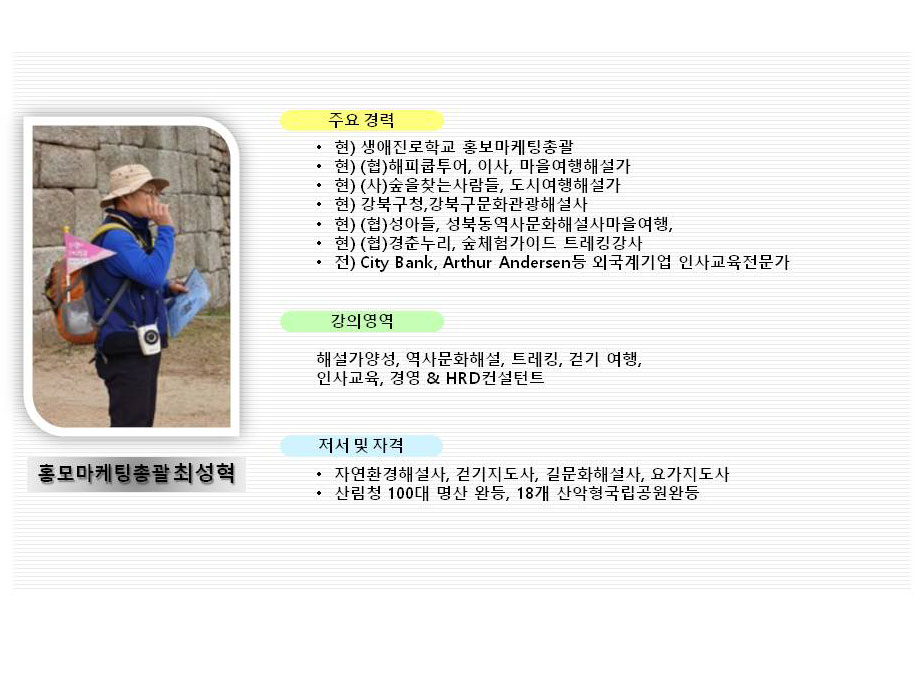 주요 경력
• 현) 생애진로학교 홍보마케팅총괄
• 현) (협)해피쿱투어, 이사, 마을여행해설가
• 현) (사)숲을찾는사람들, 도시여행해설가
• 현) 강북구청,강북구문화관광해설사
• 현) (협)성아들, 성북동역사문화해설사마을여행,
• 현) (협)경춘누리, 숲체험가이드 트레킹강사
• 전) City Bank, Arthur Andersen등 외국계기업 인사교육전문가
강의영역
해설가양성, 역사문화해설, 트레킹, 걷기 여행,
인사교육, 경영 & HRD컨설턴트
저서 및 자격
• 자연환경해설사, 걷기지도사, 길문화해설사, 요가지도사
• 산림청 100대 명산 완등, 18개 산악형국립공원완등
홍모마케팅총괄 최성혁